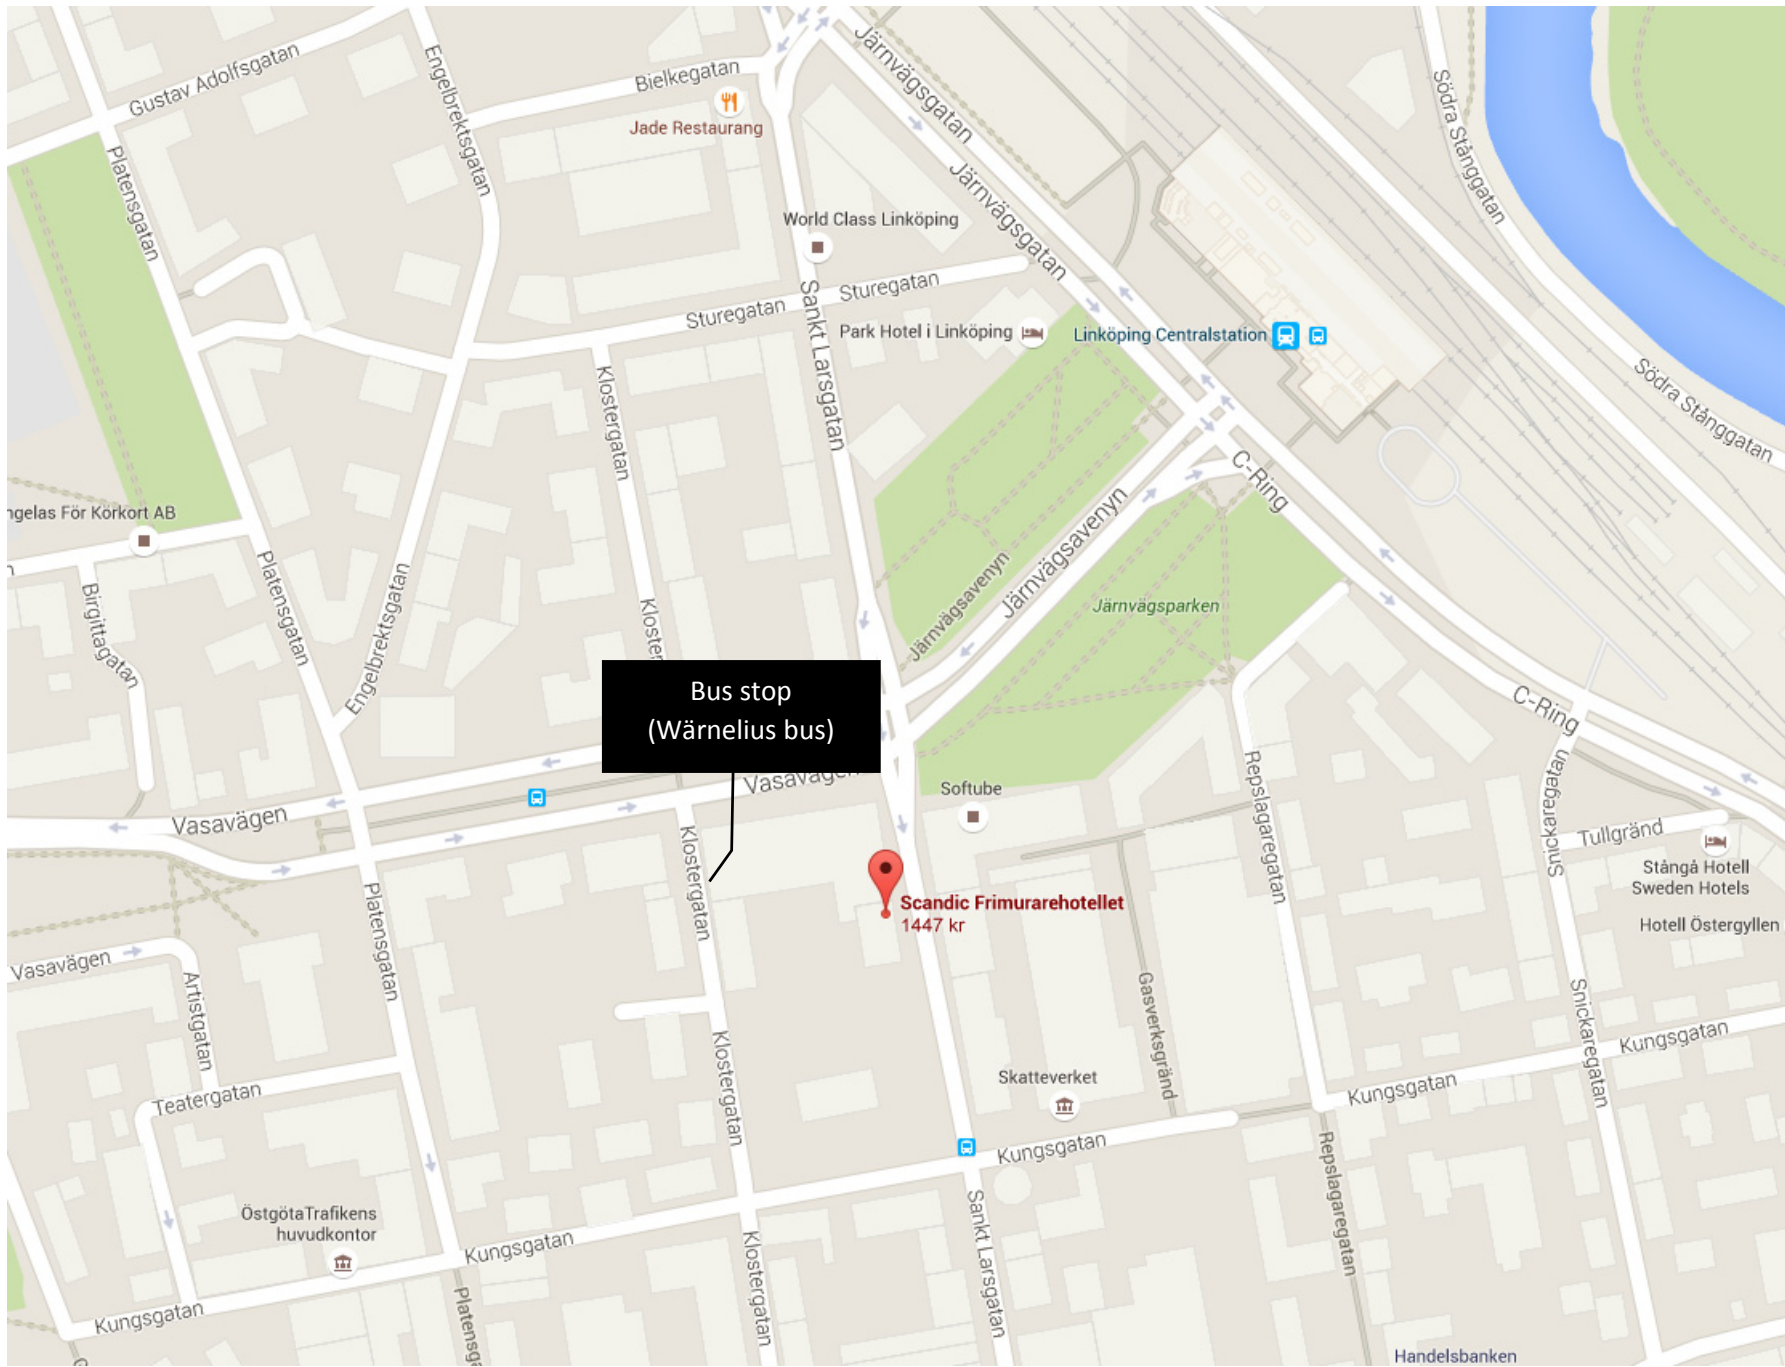 Järnvägsgatan
Gustav Adolfsgatan
Engelbrektsgatan
Bielkegatan
Jade Restaurang
Södra Stånggatan
Järnvägsgatan
Platensgatan
World Class Linköping
Sturegatan
Sturegatan
Sankt Larsgatan
Park Hotel i Linköping
Linköping Centralstation
Södra Stånggatan
Klostergatan
C-Ring
ngelas För Körkort AB
Järnvägsavenyn
Järnvägsavenyn
Järnvägsparken
Platensgatan
Birgittagatan
Engelbrektsgatan
Kloster
Bus stop
(Wärnelius bus)
C-Ring
Repslagaregatan
Snickaregatan
Vasavägen
Vasavägen
Softube
Tullgränd
Stångå Hotell
Sweden Hotels
Hotell Östergyllen
Klostergatan
Platensgatan
Scandic Frimurarehotellet
1447 kr
Vasavägen
Artistgatan
Gasverksgränd
Snickaregatan
Kungsgatan
Klostergatan
Skatteverket
Kungsgatan
Teatergatan
Kungsgatan
Repslagaregatan
ÖstgötaTrafikens
huvudkontor
Kungsgatan
Klostergatan
Sankt Larsgatan
Kungsgatan
Platensga
Handelsbanken